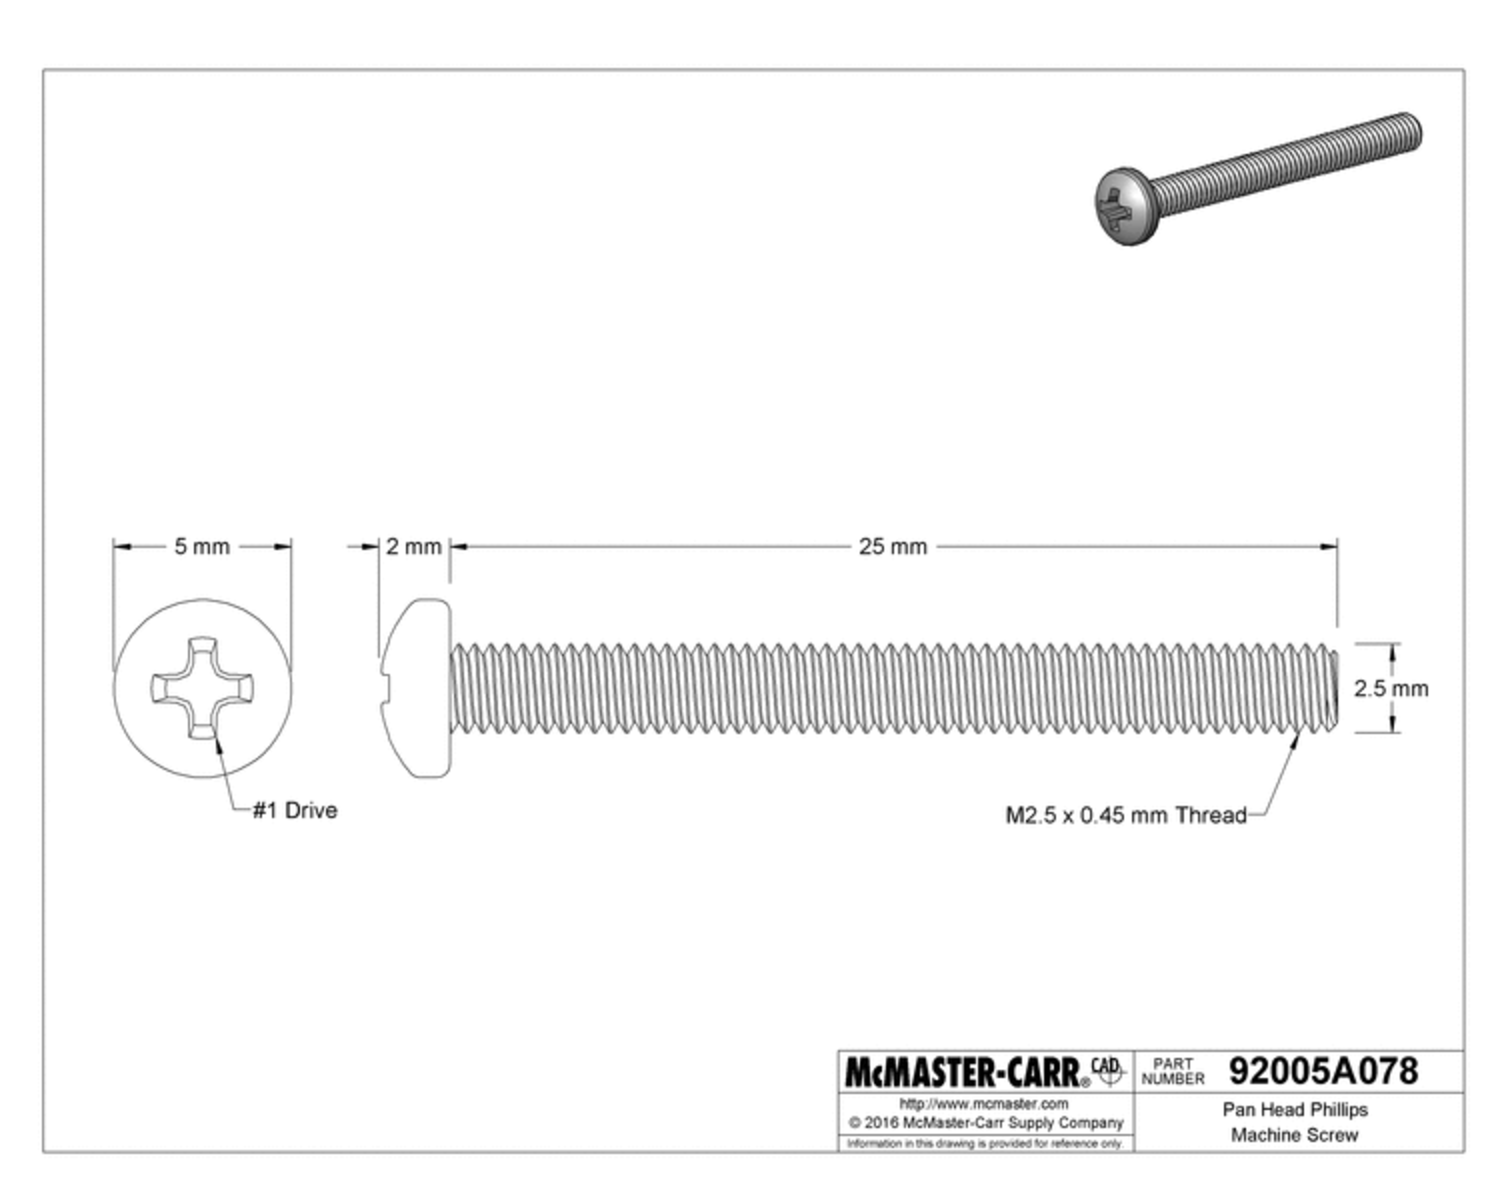 5 mm
2 mm
25 mm
2.5 mm
#1 Drive
M2.5 x 0.45 mm Thread
McMASTER-CARR® CAD
http://www.mcmaster.com
© 2016 McMaster-Carr Supply Company
Information in this drawing is provided for reference only.
PART
NUMBER
92005A078
Pan Head Phillips
Machine Screw